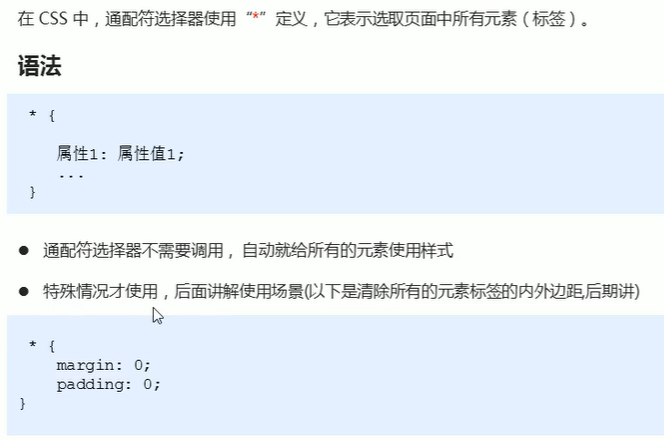 在 CSS 中，通配符选择器使用“*”定义，它表示选取页面中所有元素（标签）。
语法
* {
属性1: 属性值1;
...
}
● 通配符选择器不需要调用， 自动就给所有的元素使用样式
● 特殊情况才使用，后面讲解使用场景(以下是清除所有的元素标签的内外边距,后期讲)
* {
margin: 0;
padding: 0;
}